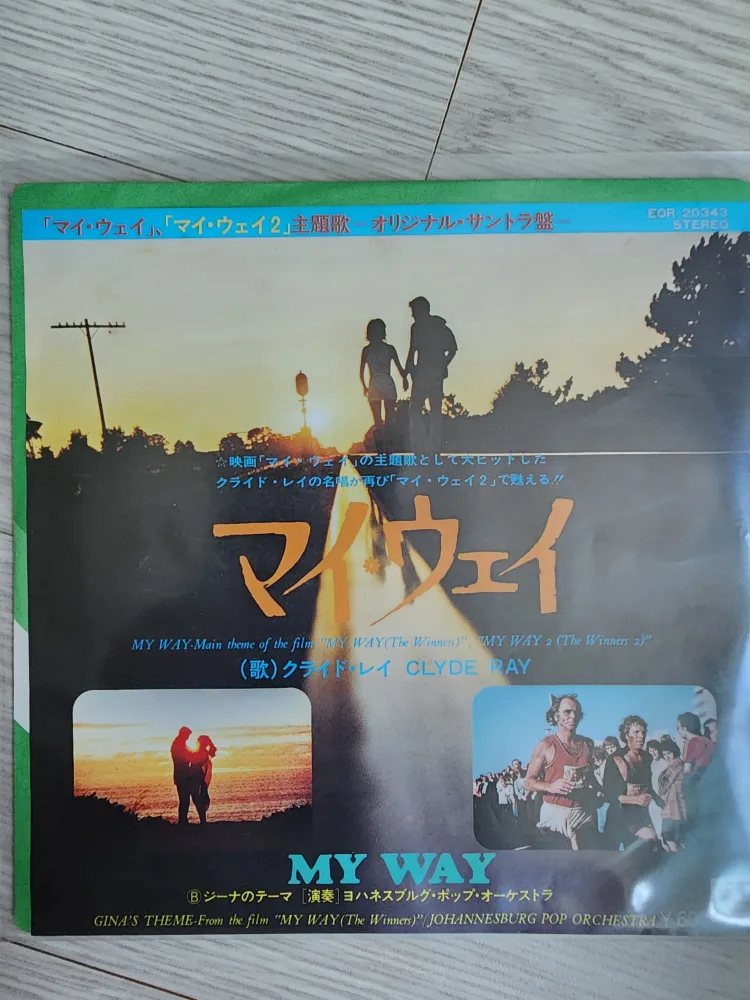 「マイ・ウェイ」、「マイ・ウェイ2」主題歌―オリジナル・サントラ盤―
EOR-20343
STEREO
☆映画「マイ・ウェイ」の主題歌として大ヒットした
クライド・レイの名唱が再び「マイ・ウェイ2」で甦える!!
マイ・ウェイ
MY WAY-Main theme of the film "MY WAY(The Winners)", "MY WAY 2 (The Winners 2)"
(歌)クライド・レイ CLYDE RAY
MY WAY
Ⓑジーナのテーマ [演奏]ヨハネスブルグ・ポップ・オーケストラ
GINA'S THEME-From the film "MY WAY(The Winners)"/JOHANNESBURG POP ORCHESTRA